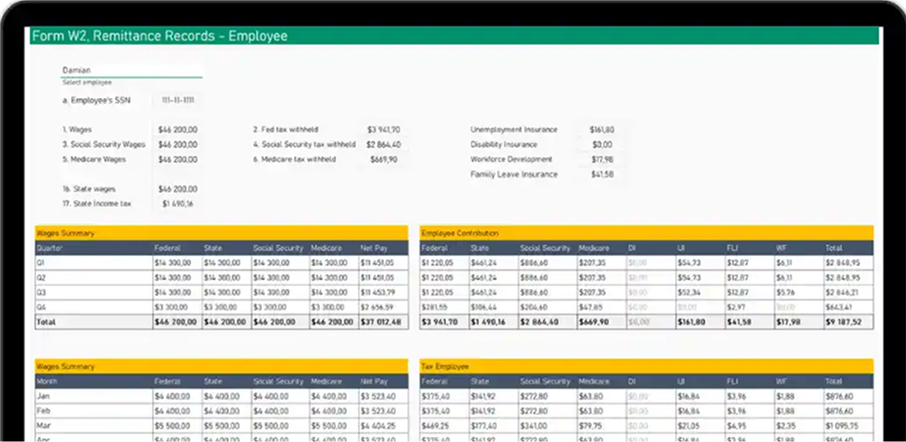 Form W2, Remittance Records - Employee
Damian
Select employee
a. Employee's SSN 111-11-1111
1. Wages $46 200,00 2. Fed tax withheld $3 941,70 Unemployment Insurance $161,80
3. Social Security Wages $46 200,00 4. Social Security tax withheld $2 864,40 Disability Insurance $0,00
5. Medicare Wages $46 200,00 6. Medicare tax withheld $669,90 Workforce Development $17,98
Family Leave Insurance $41,58
16. State wages $46 200,00
17. State Income tax $1 490,16
Wages Summary Employee Contribution
Quarter Federal State Social Security Medicare Net Pay Federal State Social Security Medicare DI UI FLI WF Total
Q1 $14 300,00 $14 300,00 $14 300,00 $14 300,00 $11 451,05 $1 220,05 $461,24 $886,60 $207,35 $0,00 $54,73 $12,87 $6,11 $2 848,95
Q2 $14 300,00 $14 300,00 $14 300,00 $14 300,00 $11 451,05 $1 220,05 $461,24 $886,60 $207,35 $0,00 $54,73 $12,87 $6,11 $2 848,95
Q3 $14 300,00 $14 300,00 $14 300,00 $14 300,00 $11 453,79 $1 220,05 $461,24 $886,60 $207,35 $0,00 $52,34 $12,87 $5,76 $2 846,21
Q4 $3 300,00 $3 300,00 $3 300,00 $3 300,00 $2 656,59 $281,55 $106,44 $204,60 $47,85 $0,00 $0,00 $2,97 $0,00 $643,41
Total $46 200,00 $46 200,00 $46 200,00 $46 200,00 $37 012,48 $3 941,70 $1 490,16 $2 864,40 $669,90 $0,00 $161,80 $41,58 $17,98 $9 187,52
Wages Summary Tax Employee
Month Federal State Social Security Medicare Net Pay Federal State Social Security Medicare DI UI FLI WF Total
Jan $4 400,00 $4 400,00 $4 400,00 $4 400,00 $3 523,40 $375,40 $141,92 $272,80 $63,80 $0,00 $16,84 $3,96 $1,88 $876,60
Feb $4 400,00 $4 400,00 $4 400,00 $4 400,00 $3 523,40 $375,40 $141,92 $272,80 $63,80 $0,00 $16,84 $3,96 $1,88 $876,60
Mar $5 500,00 $5 500,00 $5 500,00 $5 500,00 $4 404,25 $469,25 $177,40 $341,00 $79,75 $0,00 $21,05 $4,95 $2,35 $1 095,75